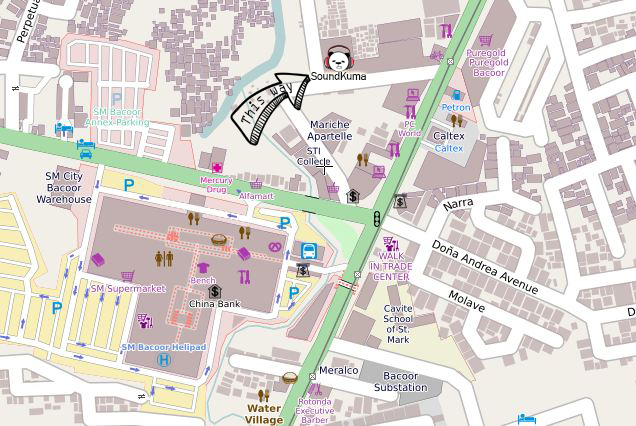 Perpetu
SoundKuma
This way
Puregold
Puregold
Bacoor
Petron
SM Bacoor
Annex Parking
PC
World
Caltex
Caltex
Mariche
Apartelle
STI
College
SM City
Bacoor
Warehouse
P
Mercury
Drug
Alfamart
Narra
P
Doña Andrea Avenue
WALK
IN TRADE
CENTER
SM Supermarket
Bench
China Bank
P
P
Molave
D
Cavite
School
of St.
Mark
SM Bacoor Helipad
H
Meralco
Bacoor
Substation
Water
Village
Rotonda
Executive
Barber